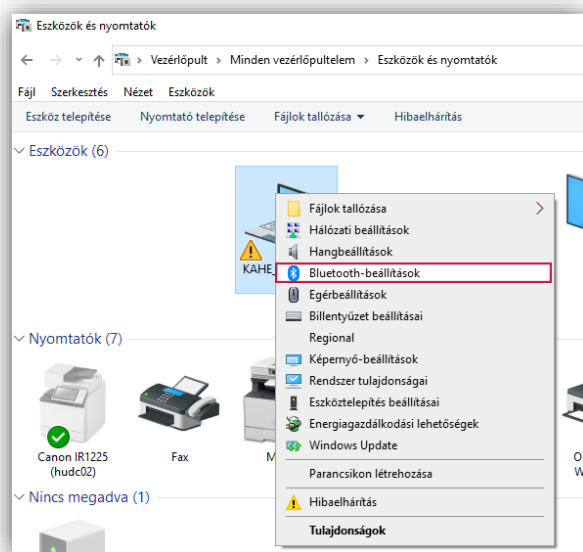 Eszközök és nyomtatók
Vezérlőpult > Minden vezérlőpultelem > Eszközök és nyomtatók
Fájl Szerkesztés Nézet Eszközök
Eszköz telepítése Nyomtató telepítése Fájlok tallózása Hibaelhárítás
Eszközök (6)
KAHE_
Fájlok tallózása
Hálózati beállítások
Hangbeállítások
Bluetooth-beállítások
Egérbeállítások
Billentyűzet beállításai
Regional
Képernyő-beállítások
Rendszer tulajdonságai
Eszköztelepítés beállításai
Energiagazdálkodási lehetőségek
Windows Update
Parancsikon létrehozása
Hibaelhárítás
Tulajdonságok
Nyomtatók (7)
Canon IR1225
(hudc02)
Fax
Nincs megadva (1)